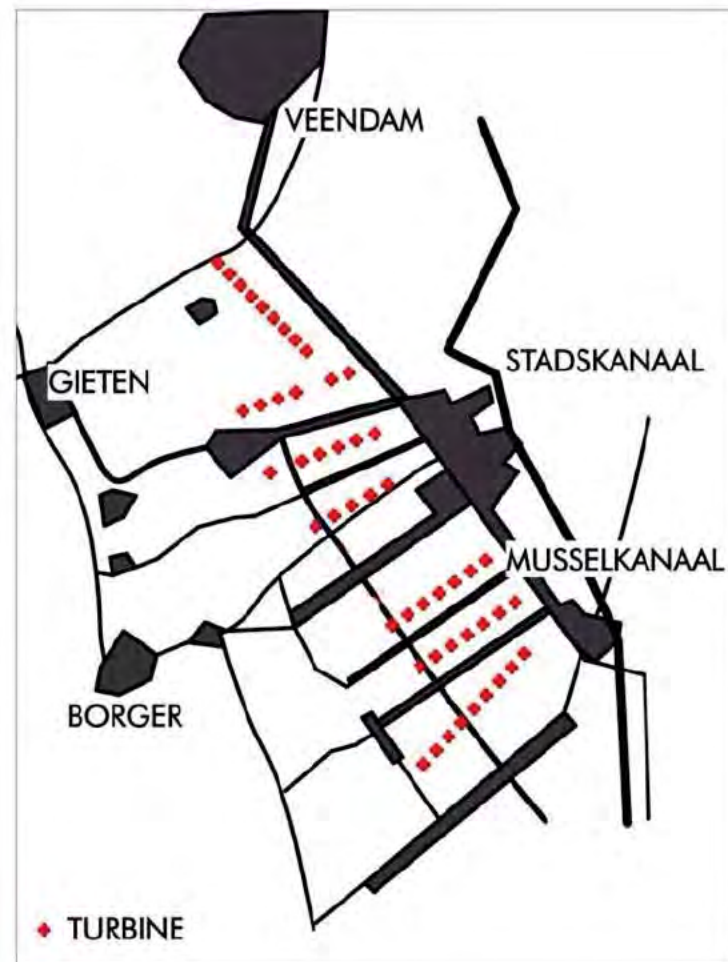 VEENDAM
STADSKANAAL
GIETEN
MUSSELKANAAL
BORGER
TURBINE